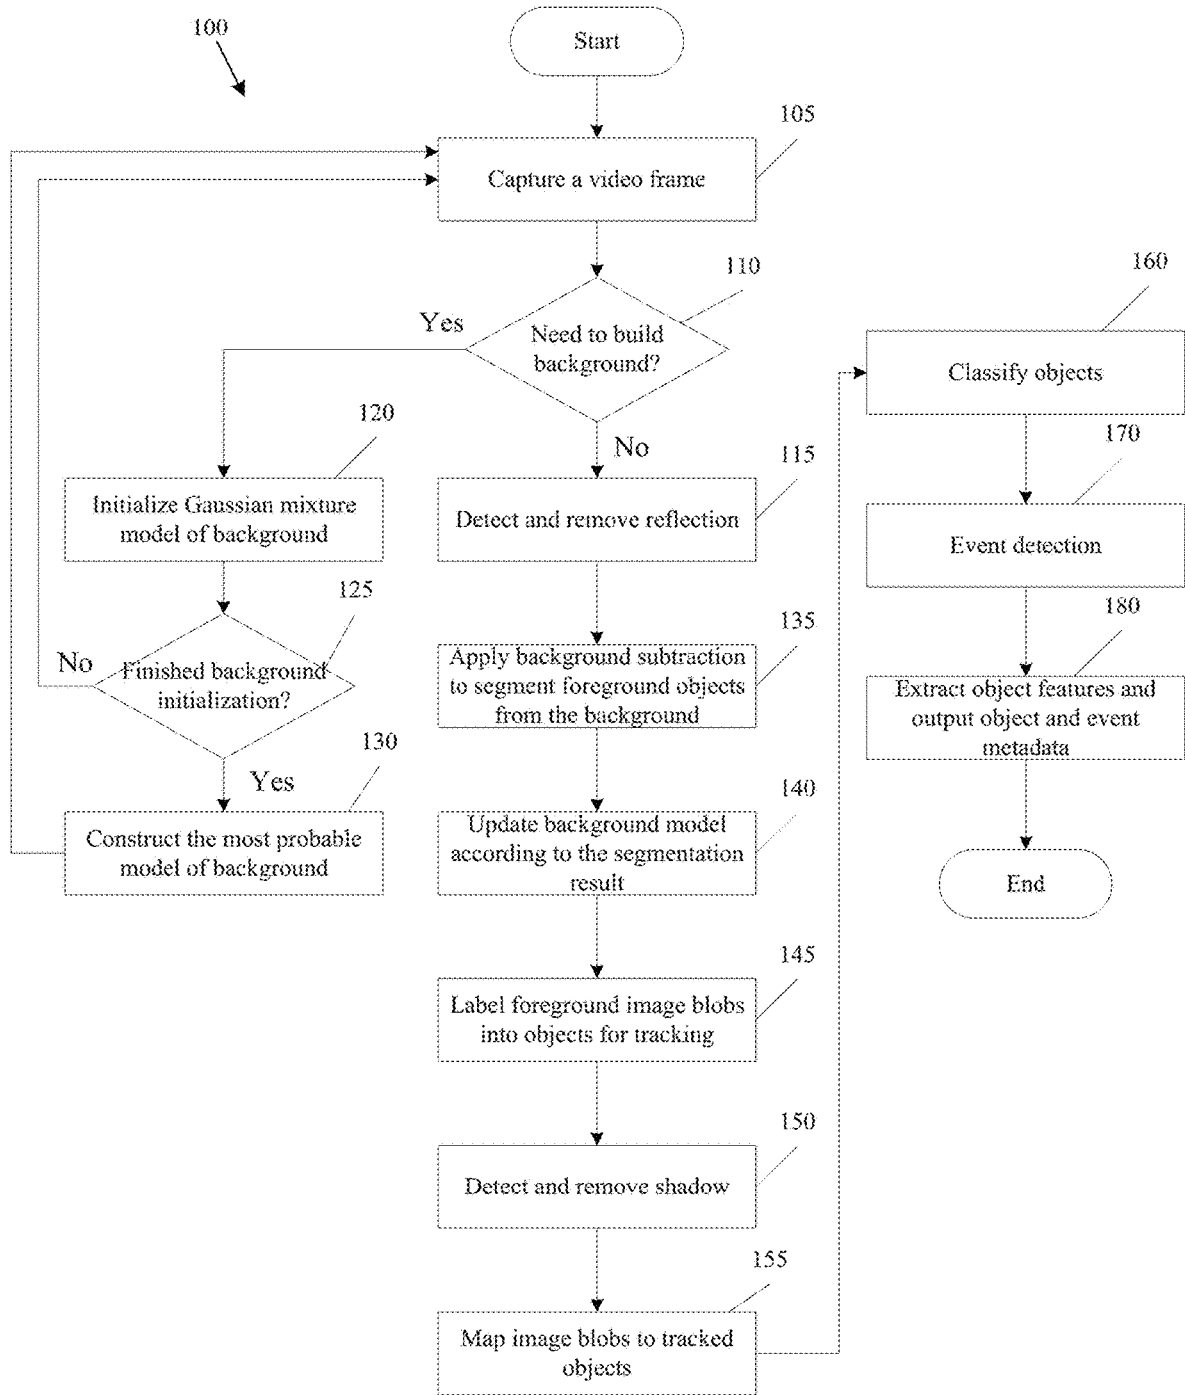 100
Start
105
Capture a video frame
110
Need to build
background?
Yes
No
120
Initialize Gaussian mixture
model of background
125
Finished background
initialization?
No
Yes
130
Construct the most probable
model of background
115
Detect and remove reflection
135
Apply background subtraction
to segment foreground objects
from the background
140
Update background model
according to the segmentation
result
145
Label foreground image blobs
into objects for tracking
150
Detect and remove shadow
155
Map image blobs to tracked
objects
160
Classify objects
170
Event detection
180
Extract object features and
output object and event
metadata
End